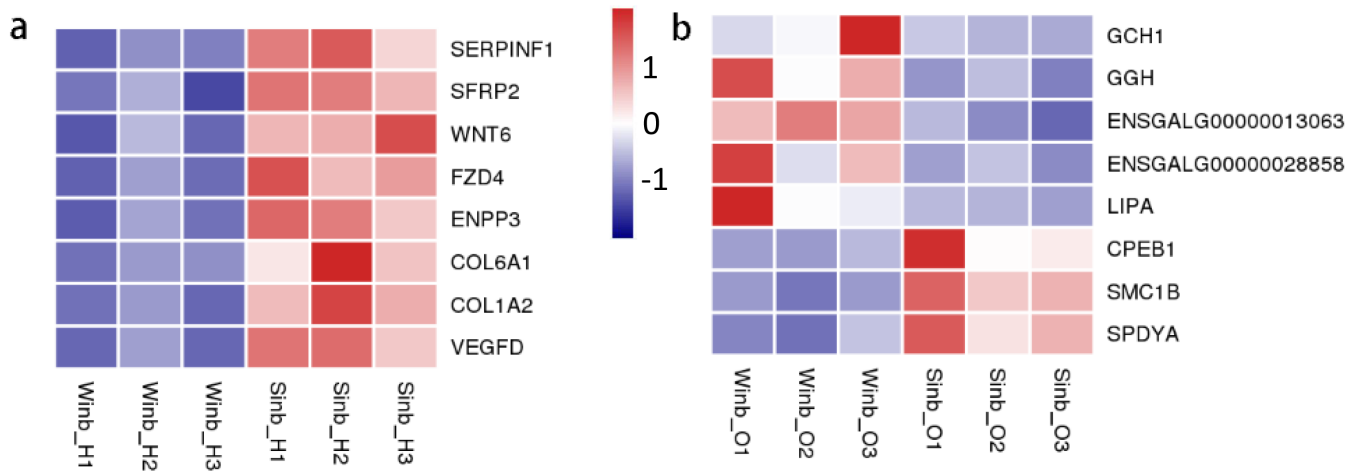 a
SERPINF1
SFRP2
WNT6
FZD4
ENPP3
COL6A1
COL1A2
VEGFD
Winb_H1
Winb_H2
Winb_H3
Sinb_H1
Sinb_H2
Sinb_H3
1
0
-1
b
GCH1
GGH
ENSGALG00000013063
ENSGALG00000028858
LIPA
CPEB1
SMC1B
SPDYA
Winb_O1
Winb_O2
Winb_O3
Sinb_O1
Sinb_O2
Sinb_O3